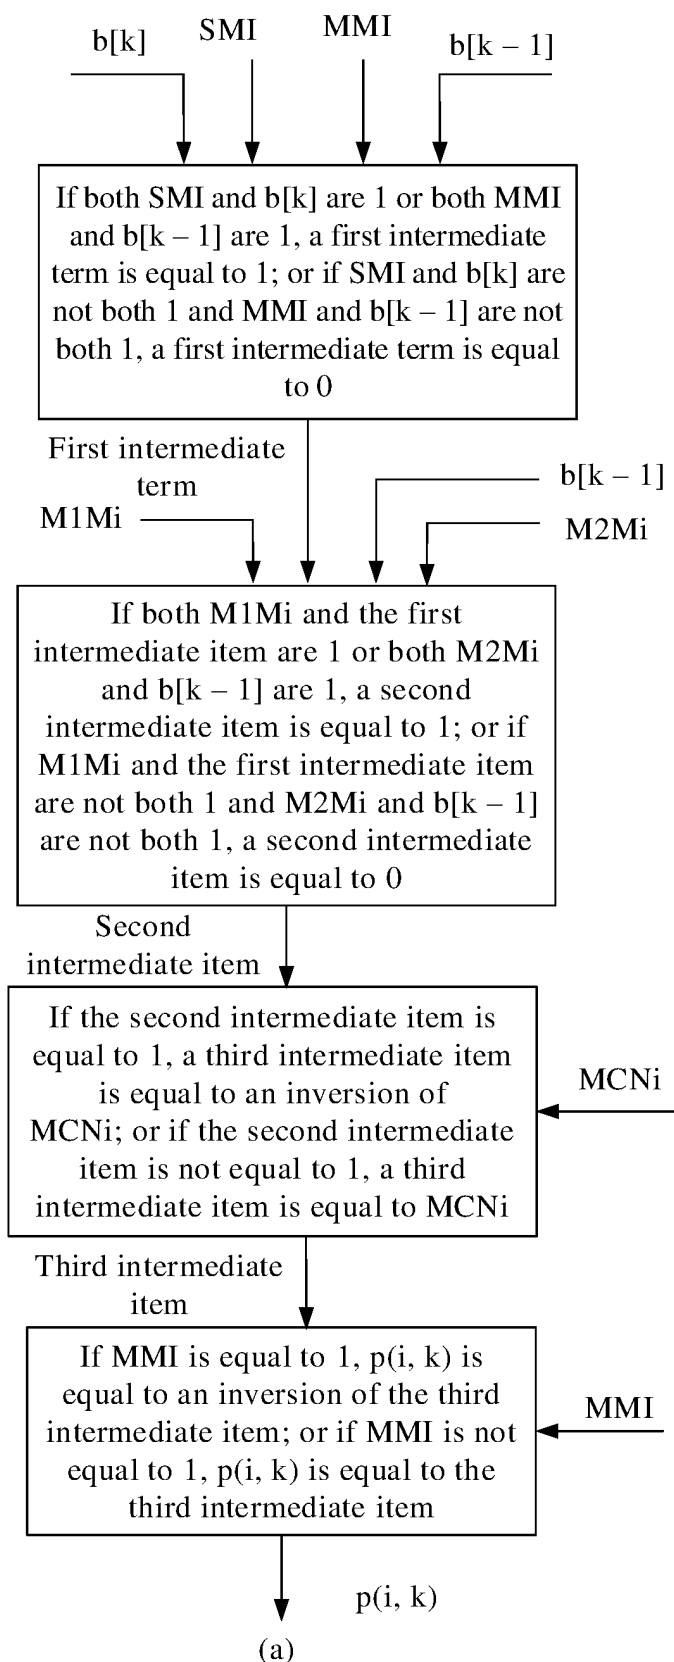 b[k]
SMI
MMI
b[k – 1]
If both SMI and b[k] are 1 or both MMI
and b[k – 1] are 1, a first intermediate
term is equal to 1; or if SMI and b[k] are
not both 1 and MMI and b[k – 1] are not
both 1, a first intermediate term is equal
to 0
First intermediate
term
b[k – 1]
M1Mi
M2Mi
If both M1Mi and the first
intermediate item are 1 or both M2Mi
and b[k – 1] are 1, a second
intermediate item is equal to 1; or if
M1Mi and the first intermediate item
are not both 1 and M2Mi and b[k – 1]
are not both 1, a second intermediate
item is equal to 0
Second
intermediate item
If the second intermediate item is
equal to 1, a third intermediate item
is equal to an inversion of
MCNi; or if the second intermediate
item is not equal to 1, a third
intermediate item is equal to MCNi
MCNi
Third intermediate
item
If MMI is equal to 1, p(i, k) is
equal to an inversion of the third
intermediate item; or if MMI is not
equal to 1, p(i, k) is equal to the
third intermediate item
MMI
p(i, k)
(a)